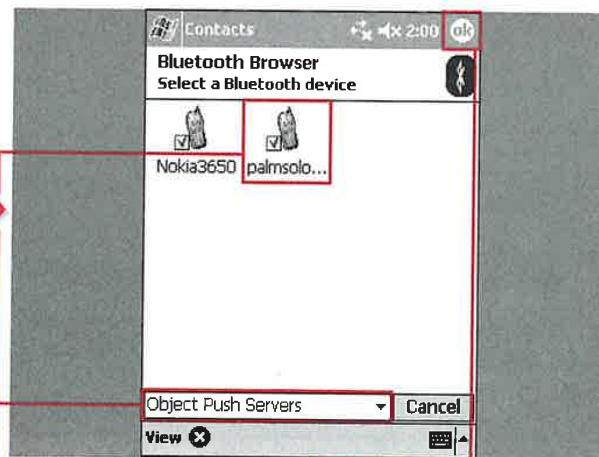 Contacts 2:00 ok
Bluetooth Browser
Select a Bluetooth device
Nokia3650 palmsolo...
Object Push Servers Cancel
View